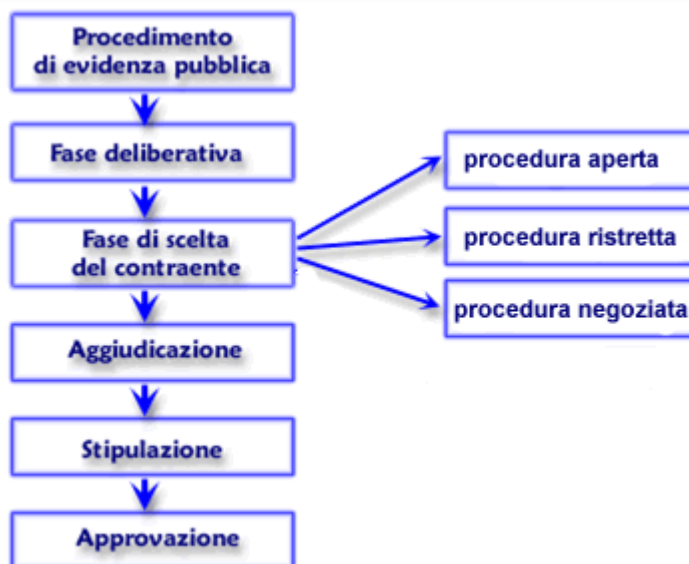 Procedimento
di evidenza pubblica
Fase deliberativa
Fase di scelta
del contraente
procedura aperta
procedura ristretta
procedura negoziata
Aggiudicazione
Stipulazione
Approvazione